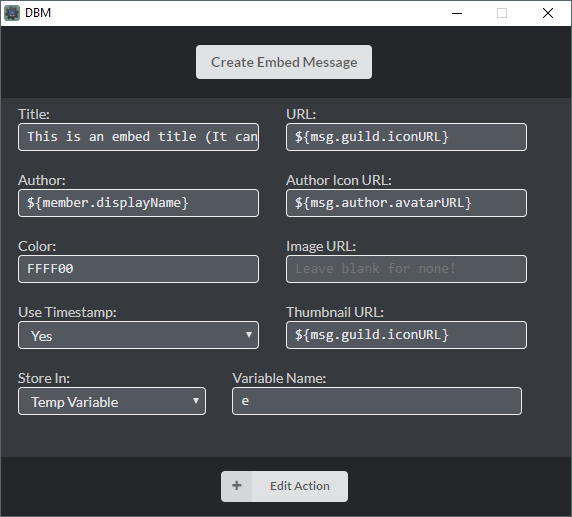 DBM
Create Embed Message
Title: URL:
This is an embed title (It can ${msg.guild.iconURL}
Author: Author Icon URL:
${member.displayName} ${msg.author.avatarURL}
Color: Image URL:
FFFF00 Leave blank for none!
Use Timestamp: Thumbnail URL:
Yes ${msg.guild.iconURL}
Store In: Variable Name:
Temp Variable e
+ Edit Action